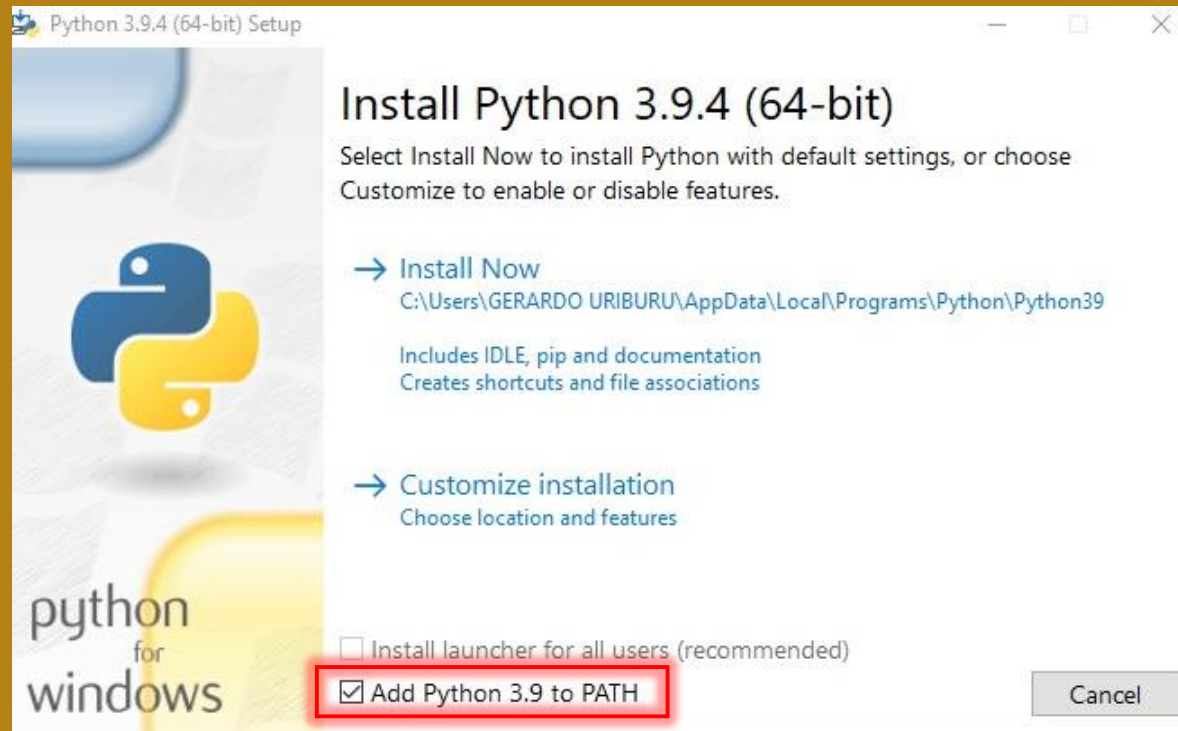 Python 3.9.4 (64-bit) Setup
Install Python 3.9.4 (64-bit)
Select Install Now to install Python with default settings, or choose
Customize to enable or disable features.
Install Now
C:\Users\GERARDO URIBURU\AppData\Local\Programs\Python\Python39
Includes IDLE, pip and documentation
Creates shortcuts and file associations
Customize installation
Choose location and features
python
for
windows
Install launcher for all users (recommended)
Add Python 3.9 to PATH
Cancel